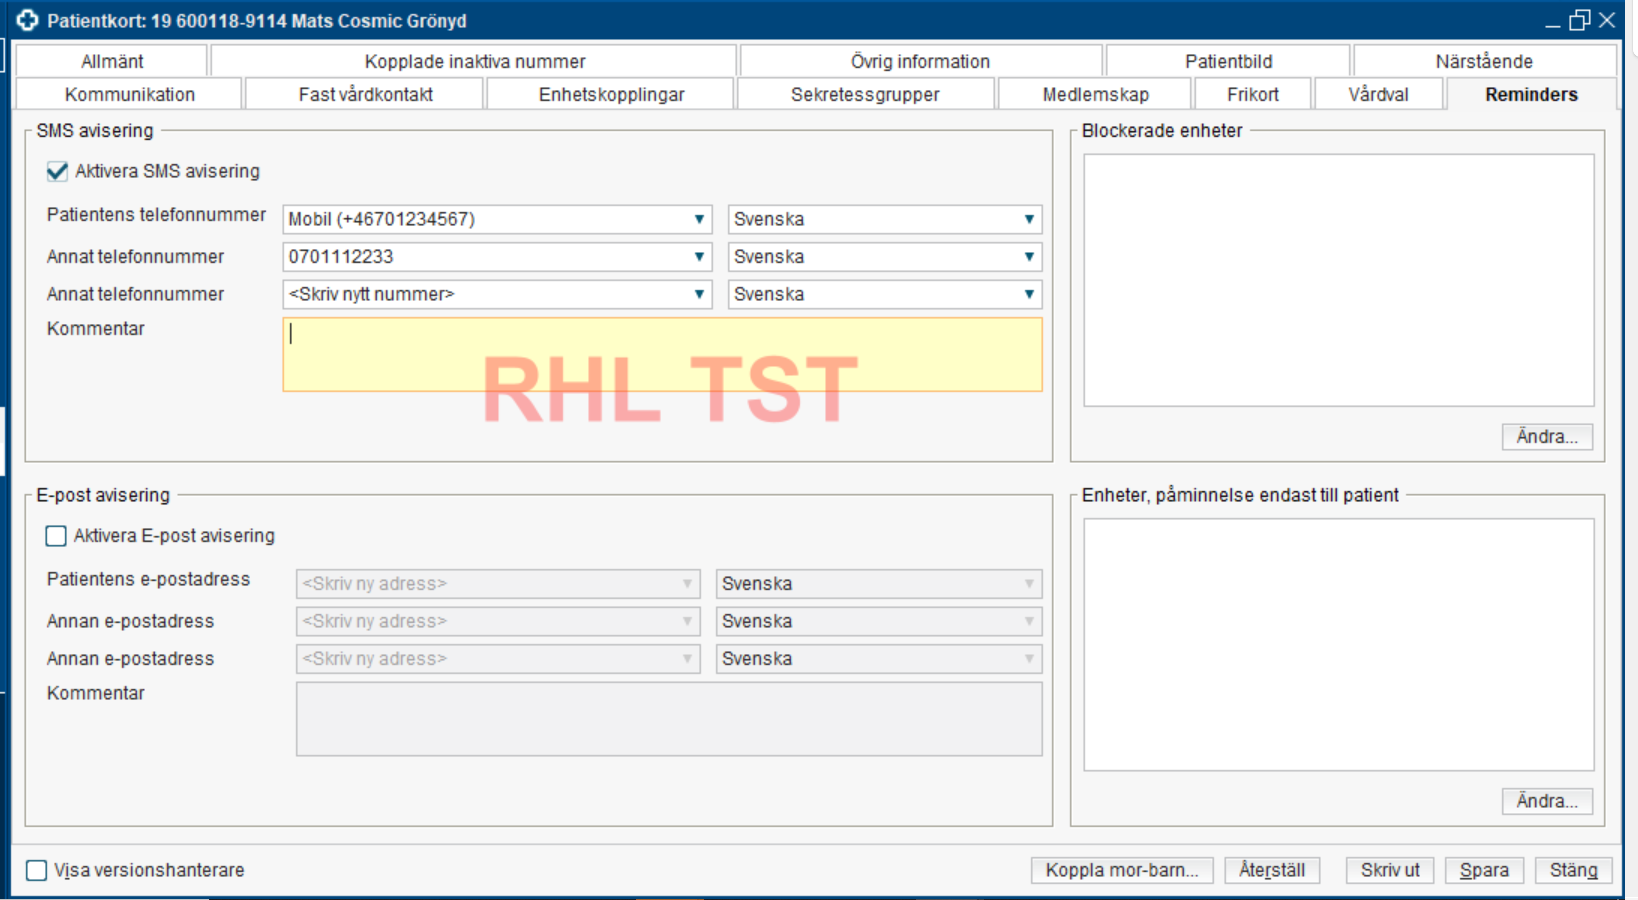 Patientkort: 19 600118-9114 Mats Cosmic Grönyd
Allmänt Kopplade inaktiva nummer Övrig information Patientbild Närstående
Kommunikation Fast vårdkontakt Enhetskopplingar Sekretessgrupper Medlemskap Frikort Vårdval Reminders
SMS avisering
Aktivera SMS avisering
Patientens telefonnummer Mobil (+46701234567) Svenska
Annat telefonnummer 0701112233 Svenska
Annat telefonnummer <Skriv nytt nummer> Svenska
Kommentar
RHL TST
Blockerade enheter
Ändra...
E-post avisering
Aktivera E-post avisering
Patientens e-postadress <Skriv ny adress> Svenska
Annan e-postadress <Skriv ny adress> Svenska
Annan e-postadress <Skriv ny adress> Svenska
Kommentar
Enheter, påminnelse endast till patient
Ändra...
Visa versionshanterare Koppla mor-barn... Återställ Skriv ut Spara Stäng